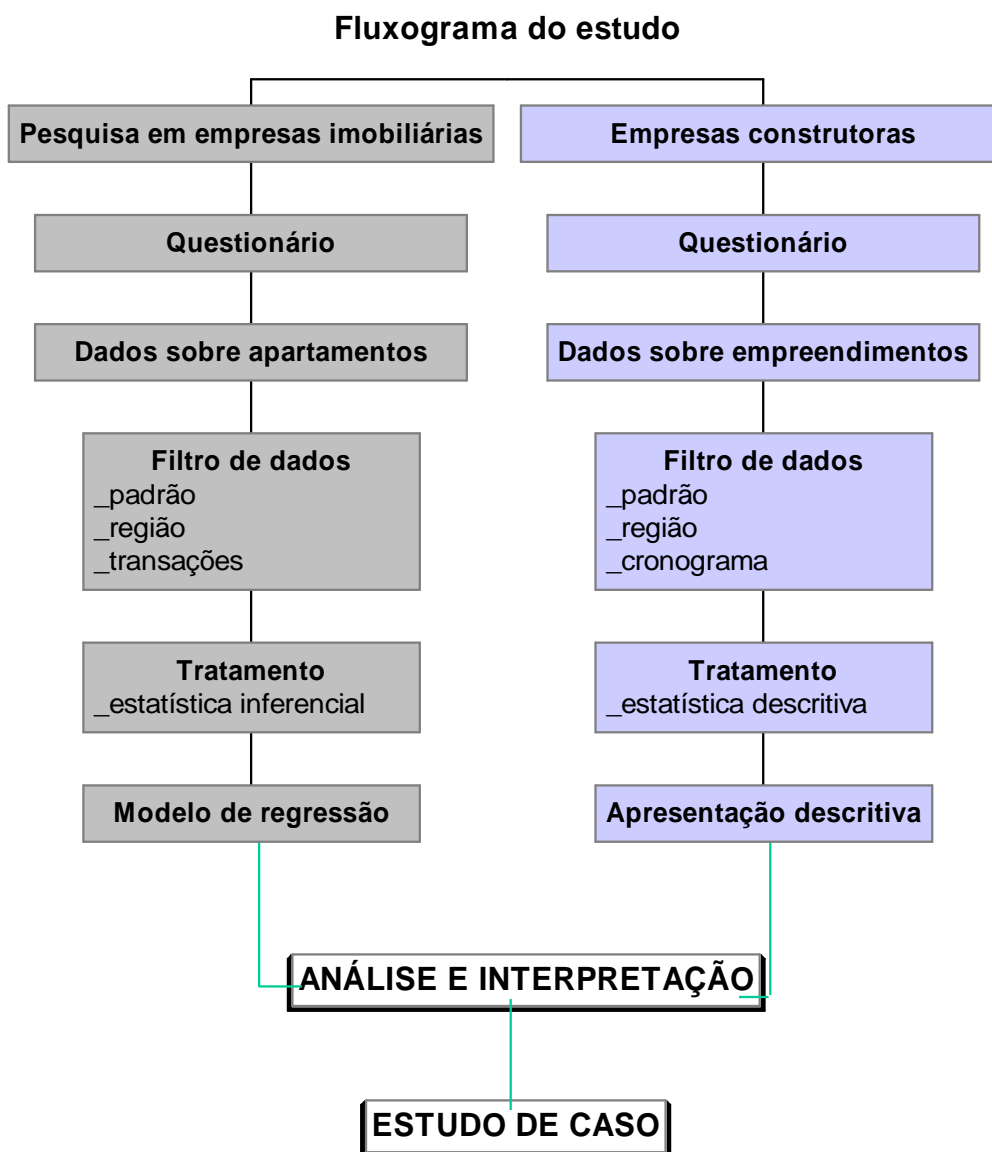 Fluxograma do estudo
Pesquisa em empresas imobiliárias
Questionário
Dados sobre apartamentos
Filtro de dados
_padrão
_região
_transações
Tratamento
_estatística inferencial
Modelo de regressão
Empresas construtoras
Questionário
Dados sobre empreendimentos
Filtro de dados
_padrão
_região
_cronograma
Tratamento
_estatística descritiva
Apresentação descritiva
ANÁLISE E INTERPRETAÇÃO
ESTUDO DE CASO